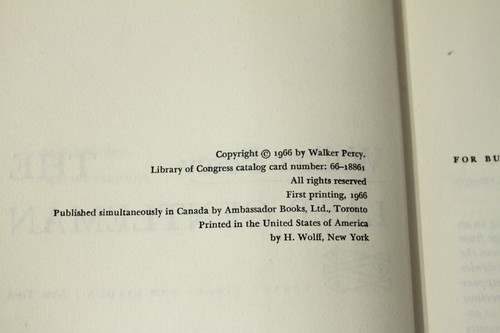 Copyright © 1966 by Walker Percy.
Library of Congress catalog card number: 66-18861
All rights reserved
First printing, 1966
Published simultaneously in Canada by Ambassador Books, Ltd., Toronto
Printed in the United States of America
by H. Wolff, New York
FOR BU